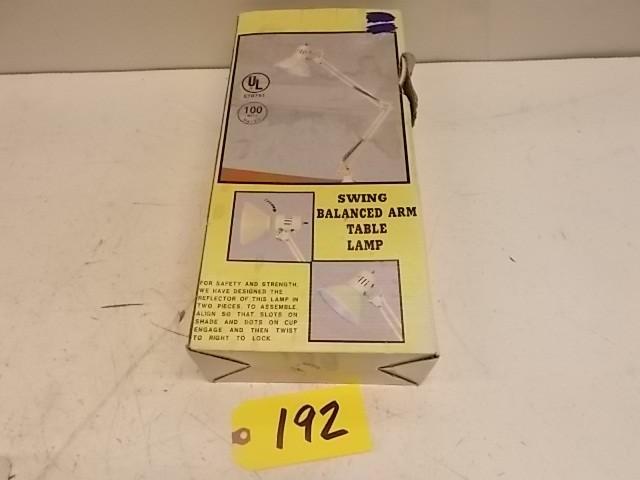 UL
100
SWING
BALANCED ARM
TABLE
LAMP
FOR SAFETY AND STRENGTH,
WE HAVE DESIGNED THE
REFLECTOR OF THIS LAMP IN
TWO PIECES. TO ASSEMBLE,
ALIGN SO THAT SLOTS ON
SHADE AND DOTS ON CUP
ENGAGE AND THEN TWIST
TO RIGHT TO LOCK.
192